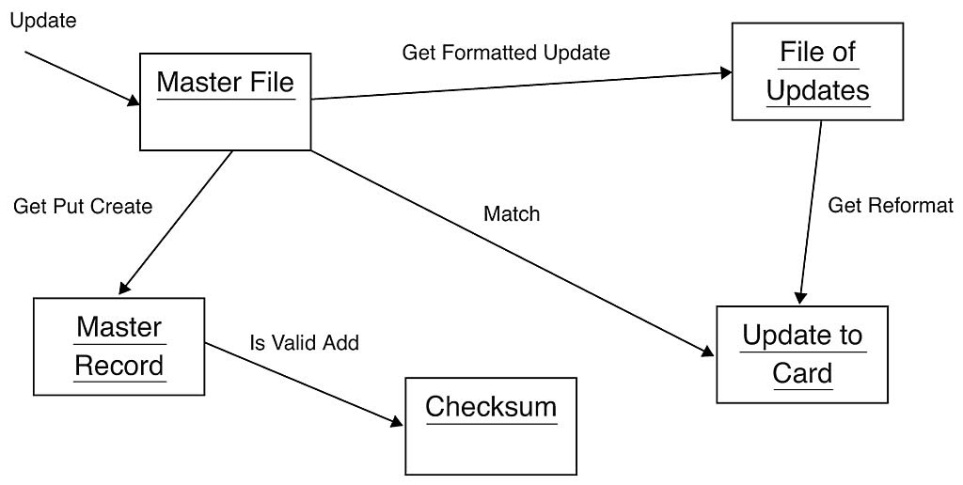 Update
Master File
Get Formatted Update
File of
Updates
Get Put Create
Match
Get Reformat
Master
Record
Is Valid Add
Update to
Card
Checksum